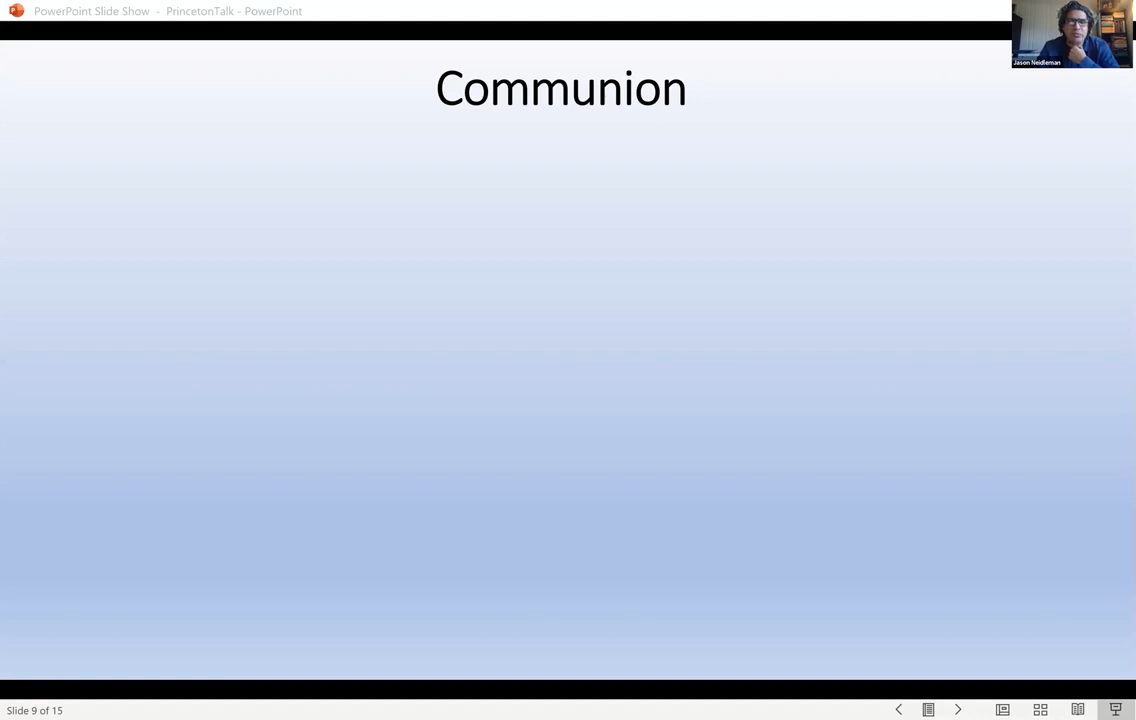 PowerPoint Slide Show - PrincetonTalk - PowerPoint
Jason Neidleman
Communion
Slide 9 of 15